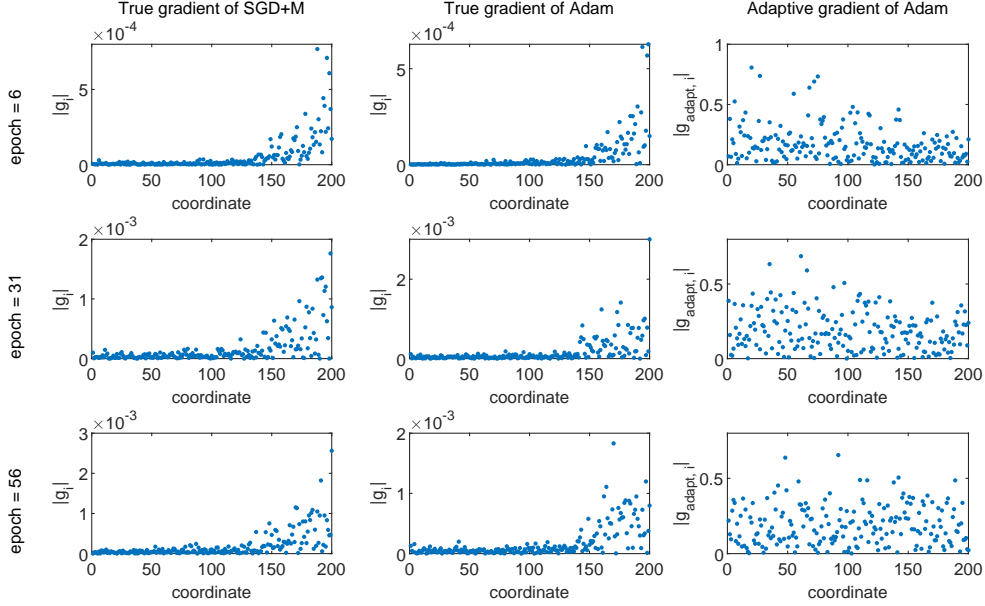 True gradient of SGD+M
True gradient of Adam
Adaptive gradient of Adam
epoch = 6
×10⁻⁴
5
0
|g_i|
0 50 100 150 200
coordinate
×10⁻⁴
5
0
|g_i|
0 50 100 150 200
coordinate
1
0.5
0
|g_adapt, i|
0 50 100 150 200
coordinate
epoch = 31
×10⁻³
2
1
0
|g_i|
0 50 100 150 200
coordinate
×10⁻³
2
0
|g_i|
0 50 100 150 200
coordinate
0.5
0
|g_adapt, i|
0 50 100 150 200
coordinate
epoch = 56
×10⁻³
3
2
1
0
|g_i|
0 50 100 150 200
coordinate
×10⁻³
2
1
0
|g_i|
0 50 100 150 200
coordinate
0.5
0
|g_adapt, i|
0 50 100 150 200
coordinate